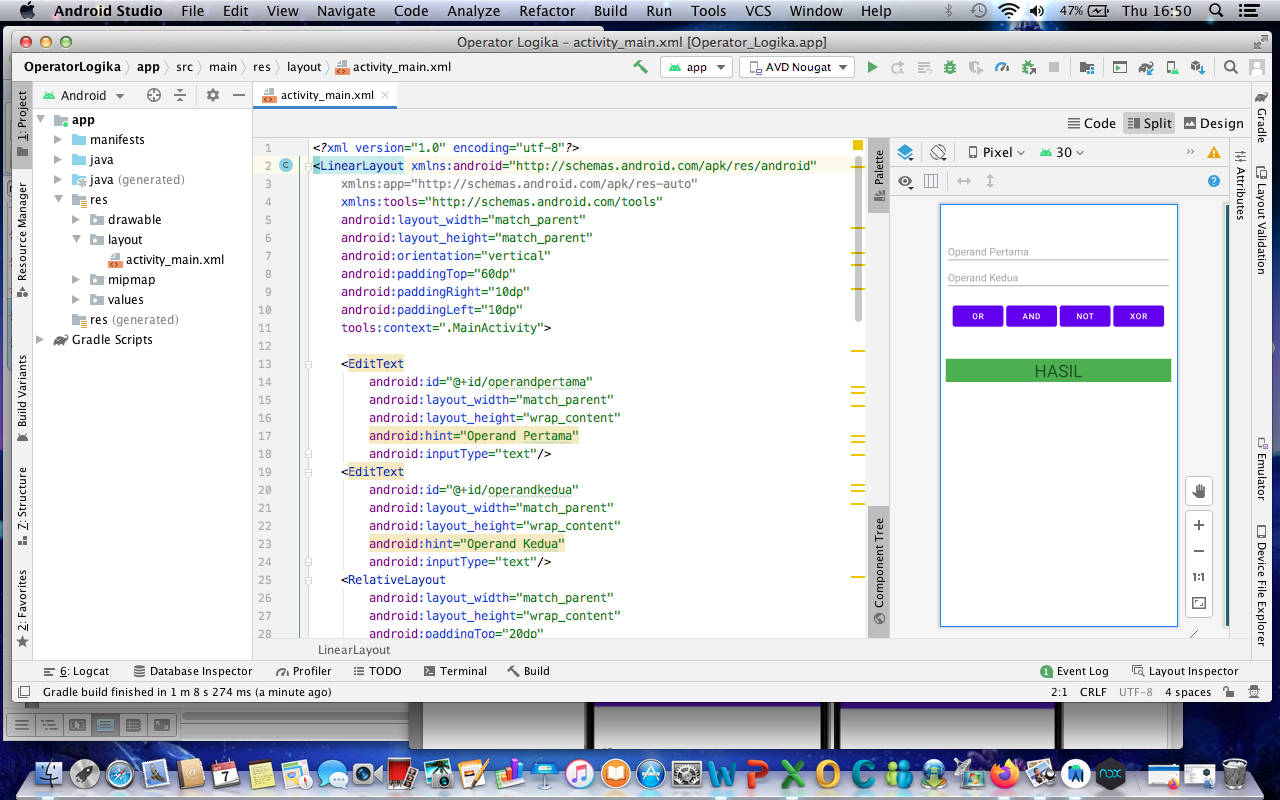 Android Studio File Edit View Navigate Code Analyze Refactor Build Run Tools VCS Window Help 47% Thu 16:50
Operator Logika – activity_main.xml [Operator_Logika.app]
OperatorLogika app src main res layout activity_main.xml app AVD Nougat
1: Project
Resource Manager
Build Variants
7: Structure
2: Favorites
Android
app
manifests
java
java (generated)
res
drawable
layout
activity_main.xml
mipmap
values
res (generated)
Gradle Scripts
activity_main.xml
Code Split Design
1 <?xml version="1.0" encoding="utf-8"?>
2 <LinearLayout xmlns:android="http://schemas.android.com/apk/res/android"
3 xmlns:app="http://schemas.android.com/apk/res-auto"
4 xmlns:tools="http://schemas.android.com/tools"
5 android:layout_width="match_parent"
6 android:layout_height="match_parent"
7 android:orientation="vertical"
8 android:paddingTop="60dp"
9 android:paddingRight="10dp"
10 android:paddingLeft="10dp"
11 tools:context=".MainActivity">
12
13 <EditText
14 android:id="@+id/operandpertama"
15 android:layout_width="match_parent"
16 android:layout_height="wrap_content"
17 android:hint="Operand Pertama"
18 android:inputType="text"/>
19 <EditText
20 android:id="@+id/operandkedua"
21 android:layout_width="match_parent"
22 android:layout_height="wrap_content"
23 android:hint="Operand Kedua"
24 android:inputType="text"/>
25 <RelativeLayout
26 android:layout_width="match_parent"
27 android:layout_height="wrap_content"
28 android:paddingTop="20dp"
LinearLayout
Palette
Component Tree
Pixel 30
Operand Pertama
Operand Kedua
OR AND NOT XOR
HASIL
1:1
Attributes
Gradle
Layout Validation
Emulator
Device File Explorer
6: Logcat Database Inspector Profiler TODO Terminal Build 1 Event Log Layout Inspector
Gradle build finished in 1 m 8 s 274 ms (a minute ago) 2:1 CRLF UTF-8 4 spaces